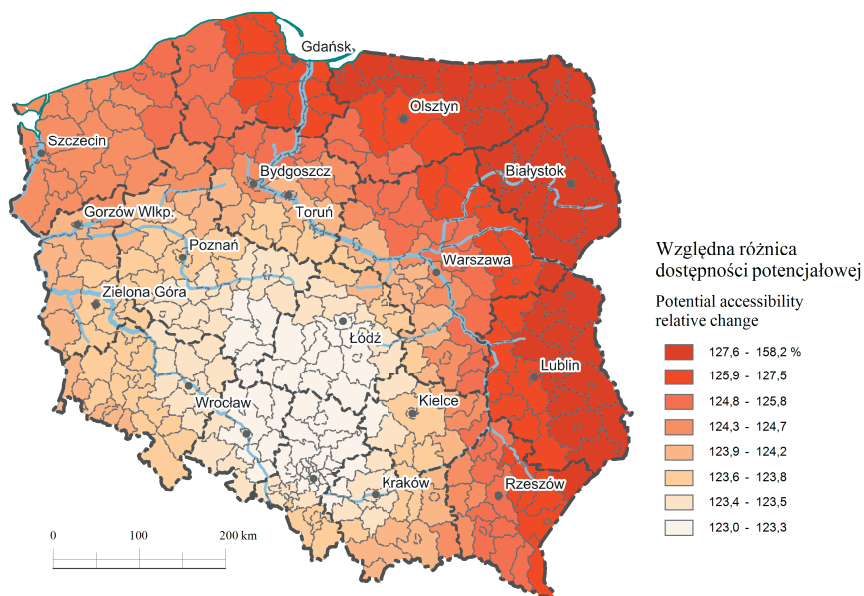 Gdańsk
Olsztyn
Szczecin
Bydgoszcz
Białystok
Toruń
Gorzów Wlkp.
Poznań
Warszawa
Zielona Góra
Łódź
Lublin
Wrocław
Kielce
Kraków
Rzeszów
0 100 200 km
Względna różnica
dostępności potencjałowej
Potential accessibility
relative change
127,6 - 158,2 %
125,9 - 127,5
124,8 - 125,8
124,3 - 124,7
123,9 - 124,2
123,6 - 123,8
123,4 - 123,5
123,0 - 123,3